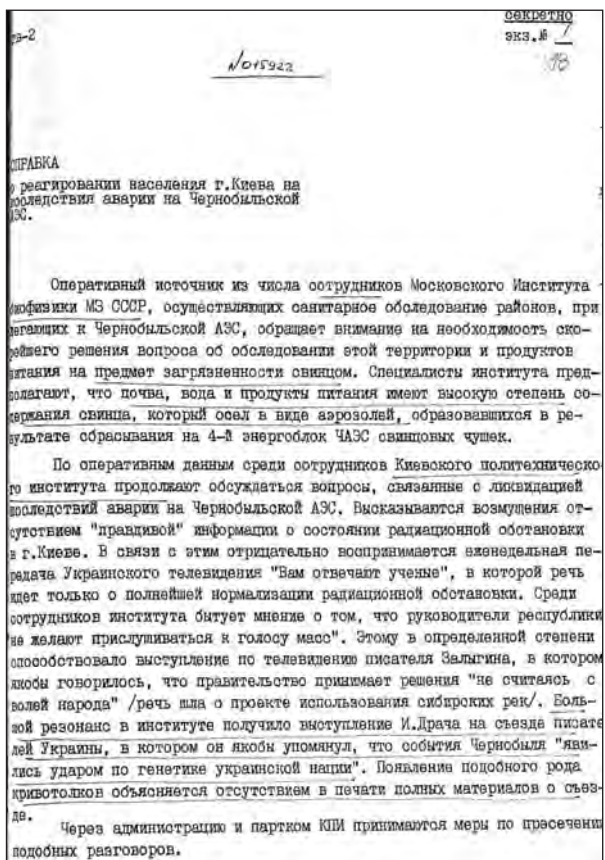 секретно
тв-2
экз.№ 1
N015922
18
СПРАВКА
о реагировании населения г.Киева на
последствия аварии на Чернобыльской
АЭС.
Оперативный источник из числа сотрудников Московского Института
биофизики МЗ СССР, осуществляющих санитарное обследование районов, при
легающих к Чернобыльской АЭС, обращает внимание на необходимость ско-
рейшего решения вопроса об обследовании этой территории и продуктов
питания на предмет загрязненности свинцом. Специалисты института пред-
полагают, что почва, вода и продукты питания имеют высокую степень со-
держания свинца, который осел в виде аэрозолей, образовавшихся в ре-
зультате сбрасывания на 4-й энергоблок ЧАЭС свинцовых чушек.
По оперативным данным среди сотрудников Киевского политехническо-
го института продолжают обсуждаться вопросы, связанные с ликвидацией
последствий аварии на Чернобыльской АЭС. Высказываются возмущения от-
сутствием "правдивой" информации о состоянии радиационной обстановки
в г.Киеве. В связи с этим отрицательно воспринимается еженедельная пе-
редача Украинского телевидения "Вам отвечают ученые", в которой речь
идет только о полнейшей нормализации радиационной обстановки. Среди
сотрудников института бытует мнение о том, что руководители республики
"не желают прислушиваться к голосу масс". Этому в определенной степени
способствовало выступление по телевидению писателя Залыгина, в котором
якобы говорилось, что правительство принимает решения "не считаясь с
волей народа" /речь шла о проекте использования сибирских рек/. Боль-
шой резонанс в институте получило выступление И.Драча на съезде писате
лей Украины, в котором он якобы упомянул, что события Чернобыля "яви-
лись ударом по генетике украинской нации". Появление подобного рода
кривотолков объясняется отсутствием в печати полных материалов о съез-
де.
Через администрацию и партком КПИ принимаются меры по пресечению
подобных разговоров.